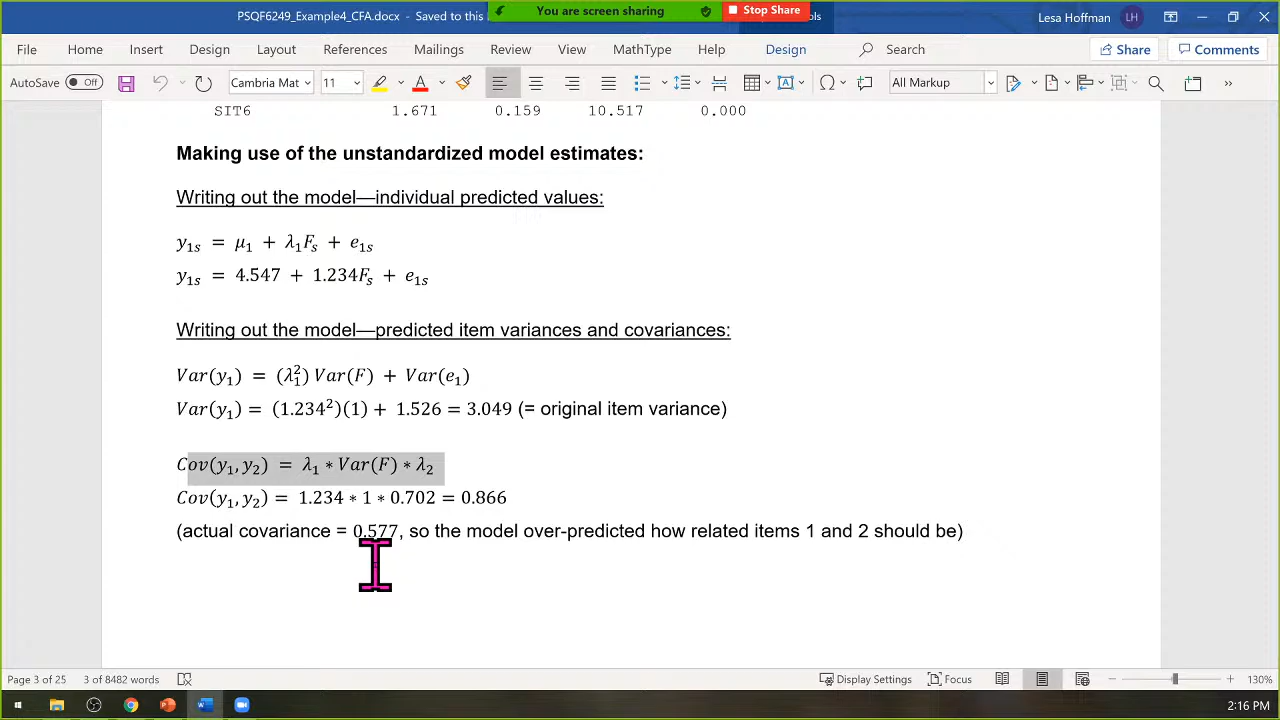 PSQF6249_Example4_CFA.docx - Saved to this
You are screen sharing
Stop Share
ols
Lesa Hoffman
LH
File Home Insert Design Layout References Mailings Review View MathType Help Design Search Share Comments
AutoSave Off Cambria Mat 11 A All Markup
SIT6 1.671 0.159 10.517 0.000
Making use of the unstandardized model estimates:
Writing out the model—individual predicted values:
y₁ₛ = μ₁ + λ₁Fₛ + e₁ₛ
y₁ₛ = 4.547 + 1.234Fₛ + e₁ₛ
Writing out the model—predicted item variances and covariances:
Var(y₁) = (λ₁²) Var(F) + Var(e₁)
Var(y₁) = (1.234²)(1) + 1.526 = 3.049 (= original item variance)
Cov(y₁, y₂) = λ₁ ∗ Var(F) ∗ λ₂
Cov(y₁, y₂) = 1.234 ∗ 1 ∗ 0.702 = 0.866
(actual covariance = 0.577, so the model over-predicted how related items 1 and 2 should be)
Page 3 of 25 3 of 8482 words Display Settings Focus 130%
2:16 PM